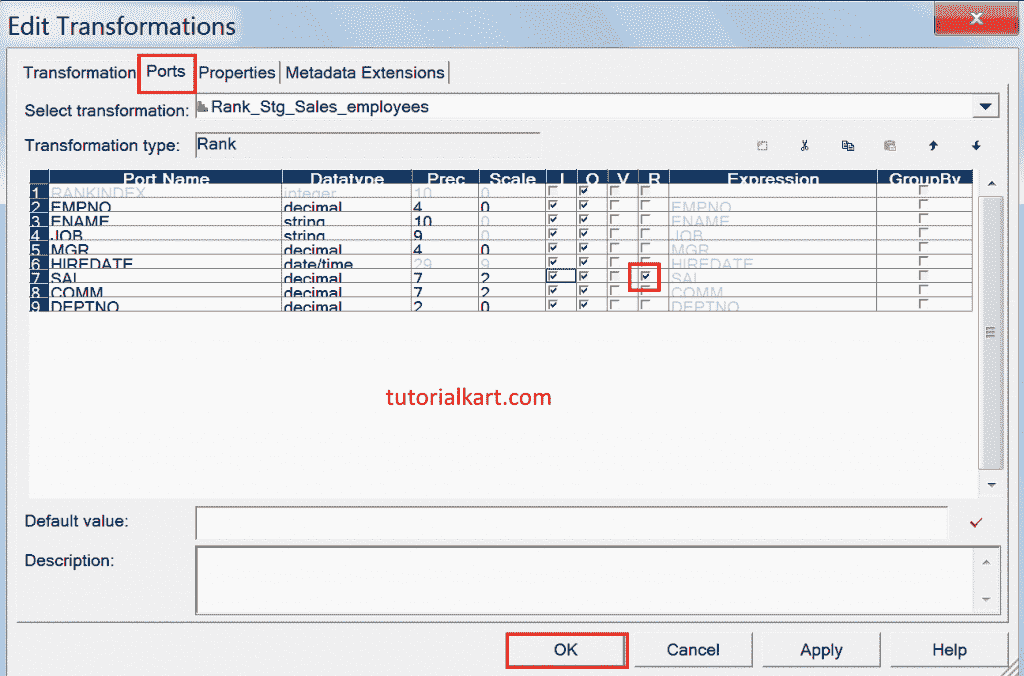 Edit Transformations
Transformation Ports Properties Metadata Extensions
Select transformation: Rank_Stg_Sales_employees
Transformation type: Rank
Port Name Datatype Prec Scale I O V R Expression GroupBy
1 RANKINDEX integer 10 0
2 EMPNO decimal 4 0 EMPNO
3 ENAME string 10 0 ENAME
4 JOB string 9 0 JOB
5 MGR decimal 4 0 MGR
6 HIREDATE date/time 29 9 HIREDATE
7 SAL decimal 7 2 SAL
8 COMM decimal 7 2 COMM
9 DEPTNO decimal 2 0 DEPTNO
tutorialkart.com
Default value:
Description:
OK Cancel Apply Help